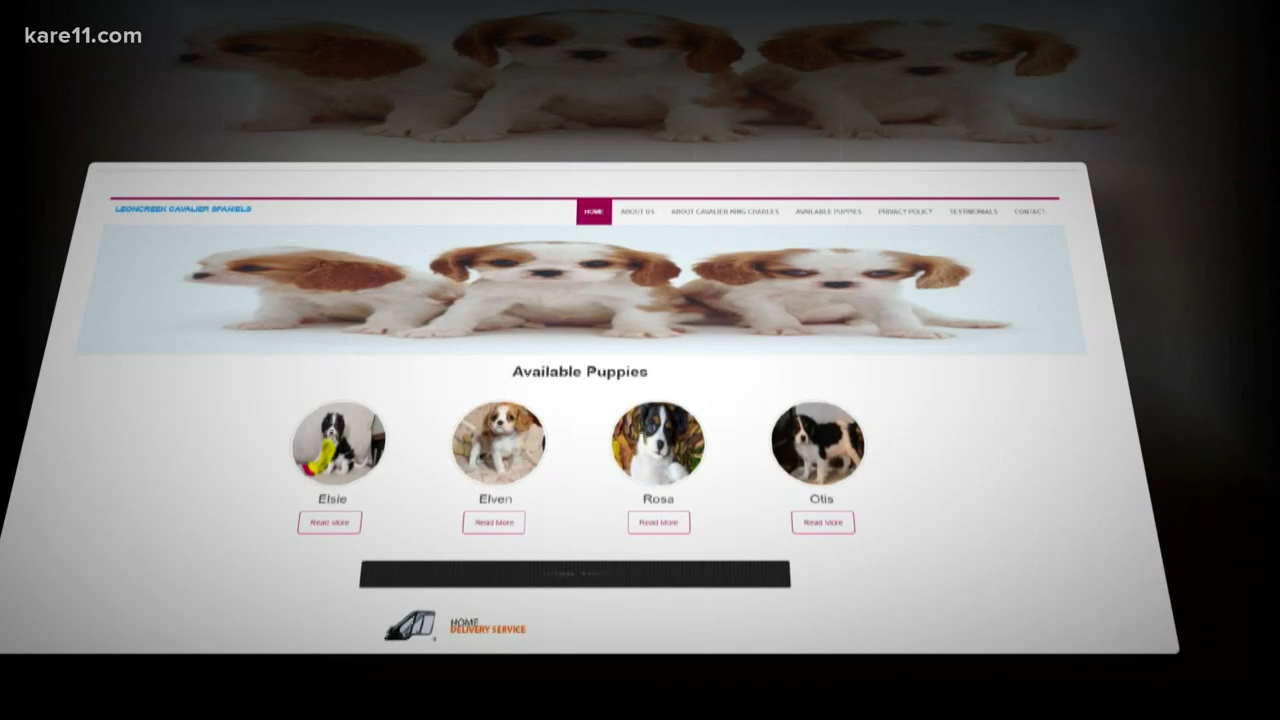 kare11.com
LEONCREEK CAVALIER SPANIELS
HOME ABOUT US ABOUT CAVALIER KING CHARLES AVAILABLE PUPPIES PRIVACY POLICY TESTIMONIALS CONTACT
Available Puppies
Elsie Elven Rosa Otis
Read More Read More Read More Read More
HOME
DELIVERY SERVICE